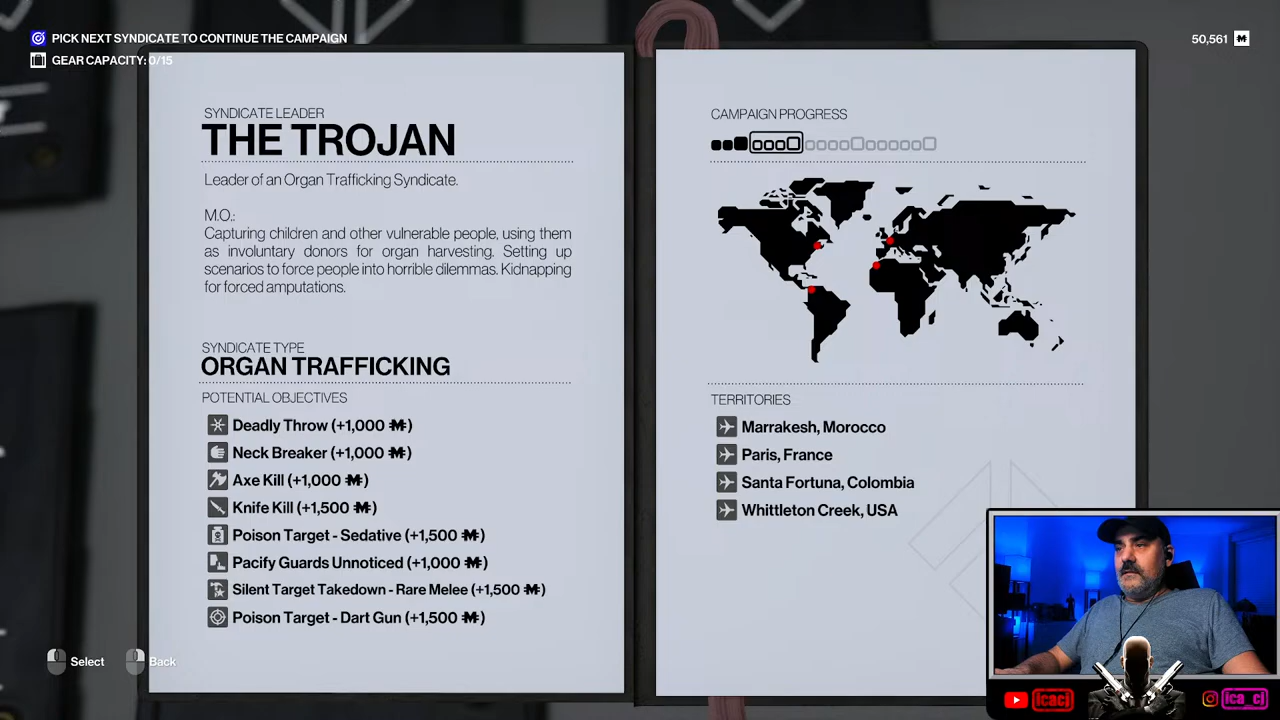 PICK NEXT SYNDICATE TO CONTINUE THE CAMPAIGN
GEAR CAPACITY: 0/15
50,561
SYNDICATE LEADER
THE TROJAN
Leader of an Organ Trafficking Syndicate.
M.O.:
Capturing children and other vulnerable people, using them
as involuntary donors for organ harvesting. Setting up
scenarios to force people into horrible dilemmas. Kidnapping
for forced amputations.
SYNDICATE TYPE
ORGAN TRAFFICKING
POTENTIAL OBJECTIVES
Deadly Throw (+1,000)
Neck Breaker (+1,000)
Axe Kill (+1,000)
Knife Kill (+1,500)
Poison Target - Sedative (+1,500)
Pacify Guards Unnoticed (+1,000)
Silent Target Takedown - Rare Melee (+1,500)
Poison Target - Dart Gun (+1,500)
Select
Back
CAMPAIGN PROGRESS
TERRITORIES
Marrakesh, Morocco
Paris, France
Santa Fortuna, Colombia
Whittleton Creek, USA
icacj
ica_cj